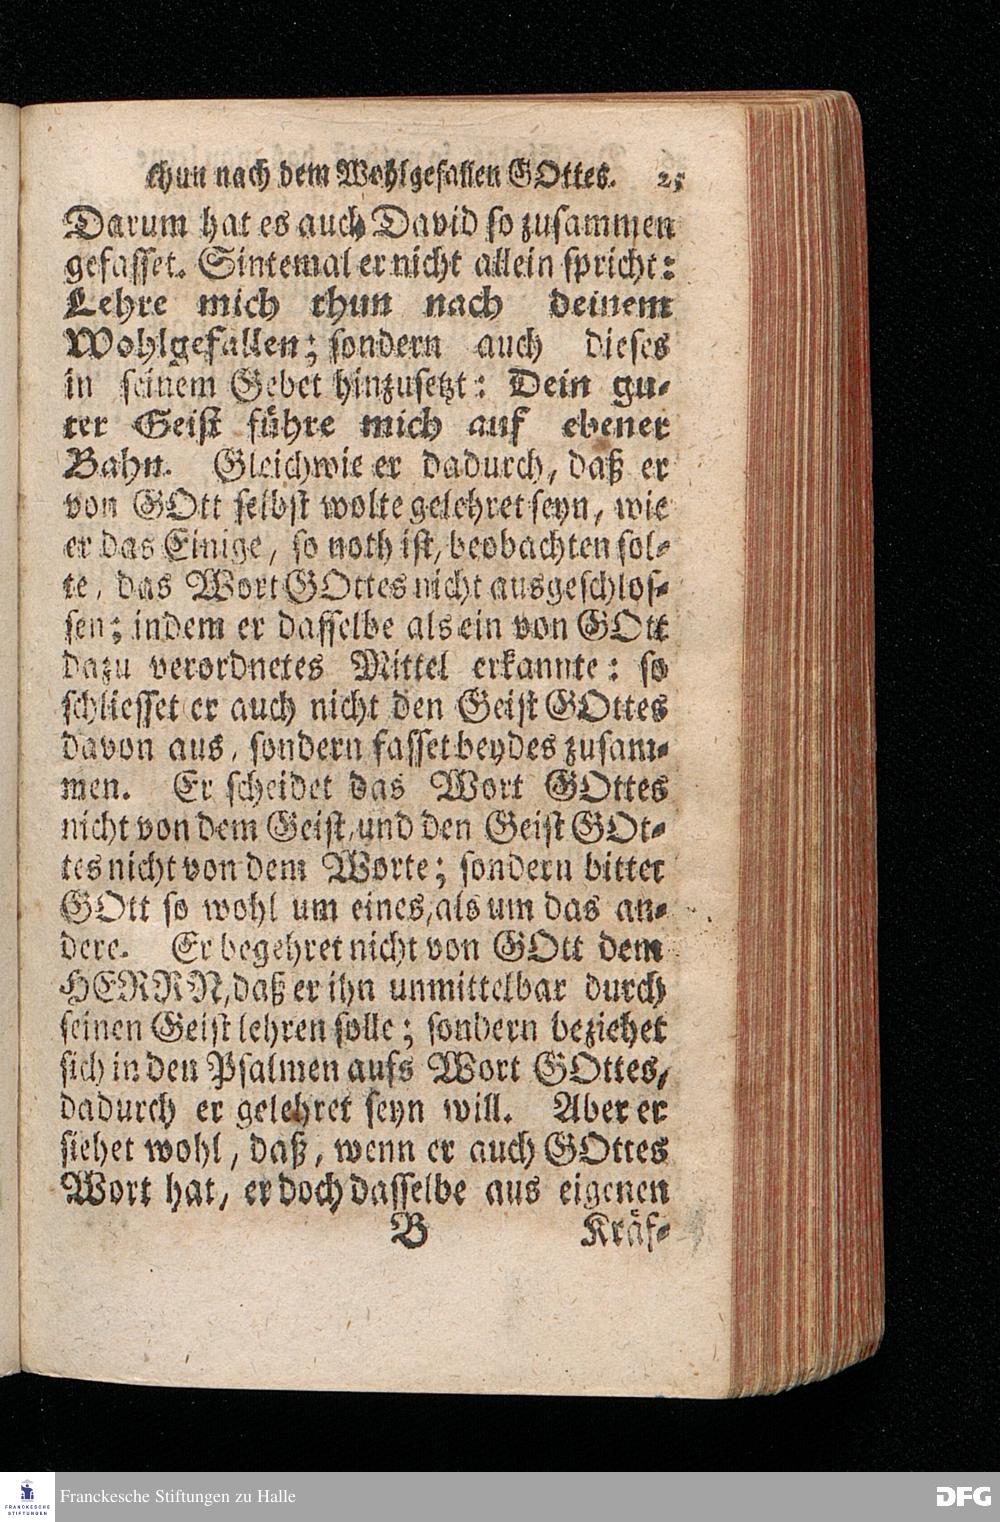 thun nach dem Wohlgefallen GOttes. 25
Darum hat es auch David so zusammen
gefasset. Sintemal er nicht allein spricht:
Lehre mich thun nach deinem
Wohlgefallen; sondern auch dieses
in seinem Gebet hinzusetzt: Dein gu-
ter Geist führe mich auf ebener
Bahn. Gleichwie er dadurch, daß er
von GOtt selbst wolte gelehret seyn, wie
er das Einige, so noth ist, beobachten sol-
te, das Wort GOttes nicht ausgeschlos-
sen; indem er dasselbe als ein von GOtt
dazu verordnetes Mittel erkannte: so
schliesset er auch nicht den Geist GOttes
davon aus, sondern fasset beydes zusam-
men. Er scheidet das Wort GOttes
nicht von dem Geist, und den Geist GOt-
tes nicht von dem Worte; sondern bittet
GOtt so wohl um eines, als um das an-
dere. Er begehret nicht von GOtt dem
HERRN, daß er ihn unmittelbar durch
seinen Geist lehren solle; sondern beziehet
sich in den Psalmen aufs Wort GOttes,
dadurch er gelehret seyn will. Aber er
siehet wohl, daß, wenn er auch GOttes
Wort hat, er doch dasselbe aus eigenen
B Kräf-
FRANCKESCHE
STIFTUNGEN
Franckesche Stiftungen zu Halle
DFG